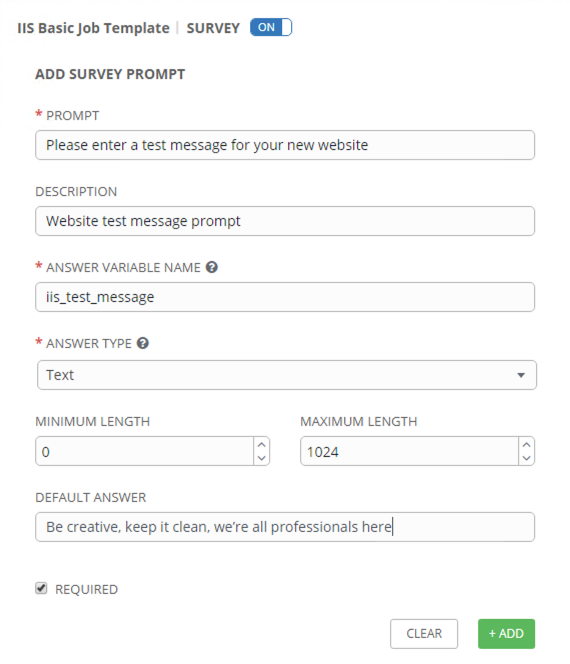 IIS Basic Job Template | SURVEY ON
ADD SURVEY PROMPT
* PROMPT
Please enter a test message for your new website
DESCRIPTION
Website test message prompt
* ANSWER VARIABLE NAME ?
iis_test_message
* ANSWER TYPE ?
Text
MINIMUM LENGTH MAXIMUM LENGTH
0 1024
DEFAULT ANSWER
Be creative, keep it clean, we’re all professionals here
REQUIRED
CLEAR + ADD